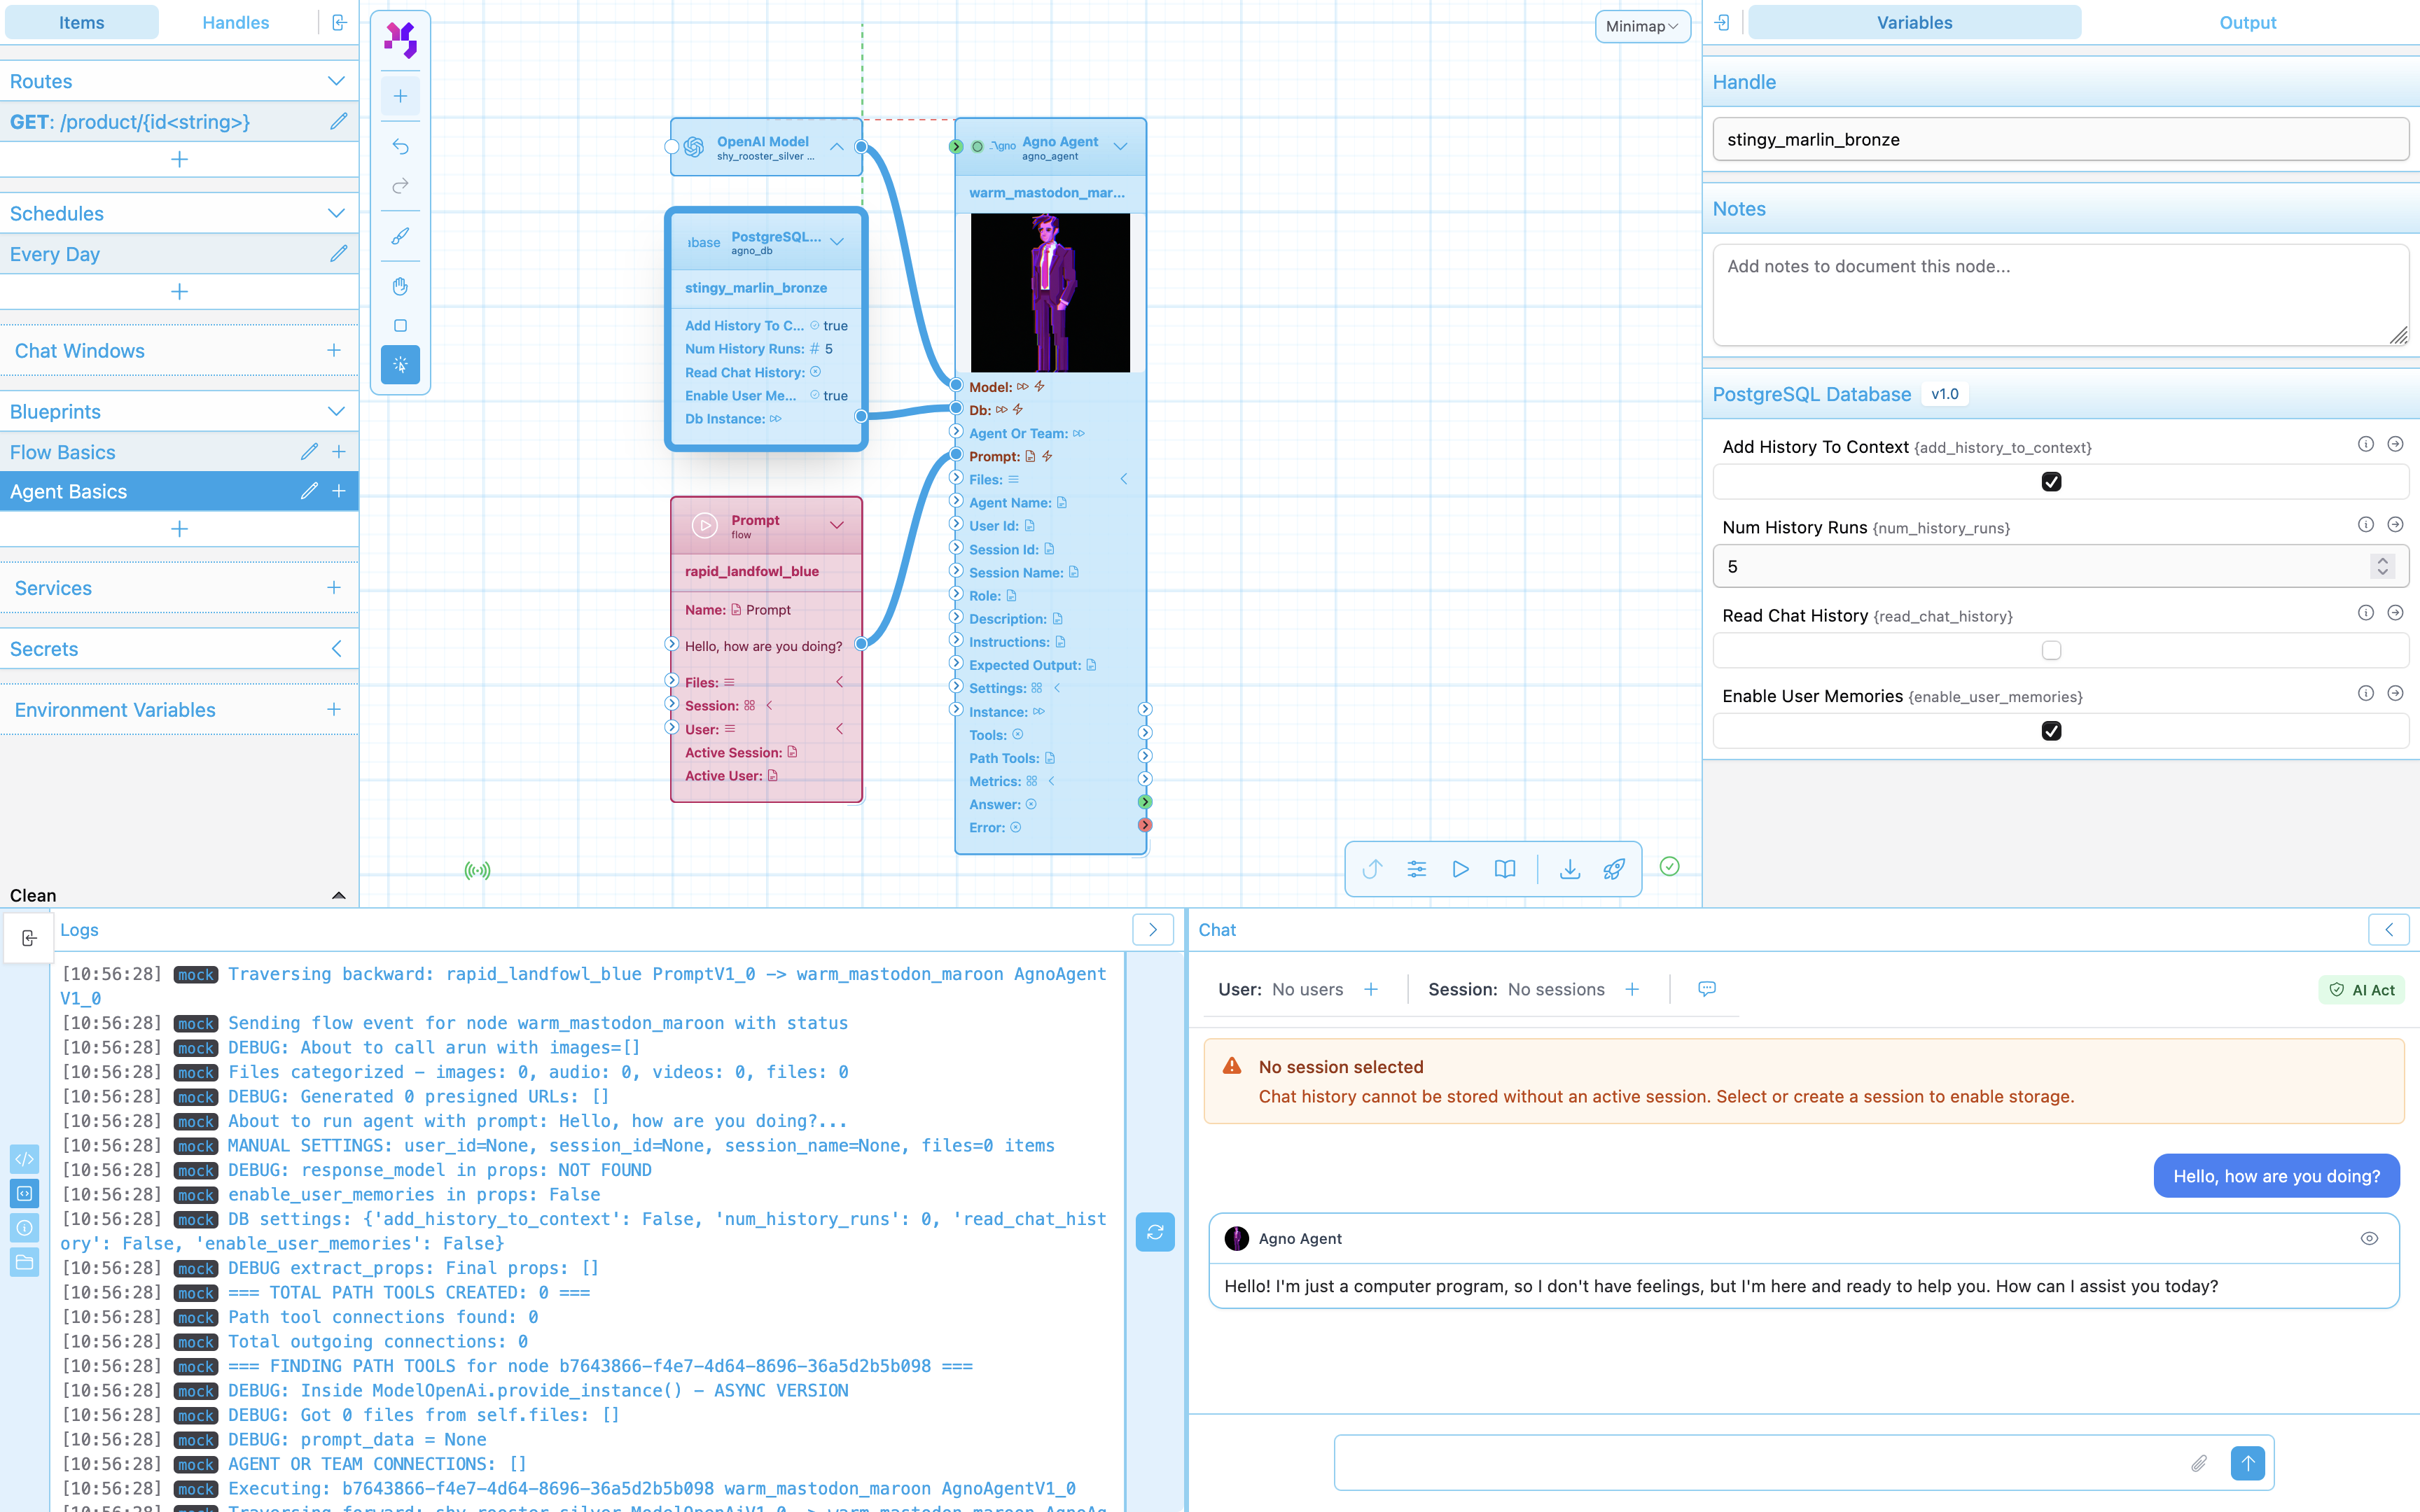 Items
Handles
Routes
GET: /product/{id<string>}
Schedules
Every Day
Chat Windows
Blueprints
Flow Basics
Agent Basics
Services
Secrets
Environment Variables
Clean
Minimap
OpenAI Model
shy_rooster_silver ...
PostgreSQL...
agno_db
stingy_marlin_bronze
Add History To C... true
Num History Runs: # 5
Read Chat History:
Enable User Me... true
Db Instance:
Prompt
flow
rapid_landfowl_blue
Name: Prompt
Hello, how are you doing?
Files:
Session:
User:
Active Session:
Active User:
Agno Agent
agno_agent
warm_mastodon_mar...
Model:
Db:
Agent Or Team:
Prompt:
Files:
Agent Name:
User Id:
Session Id:
Session Name:
Role:
Description:
Instructions:
Expected Output:
Settings:
Instance:
Tools:
Path Tools:
Metrics:
Answer:
Error:
Variables
Output
Handle
stingy_marlin_bronze
Notes
Add notes to document this node...
PostgreSQL Database v1.0
Add History To Context {add_history_to_context}
Num History Runs {num_history_runs}
5
Read Chat History {read_chat_history}
Enable User Memories {enable_user_memories}
Logs
[10:56:28] mock Traversing backward: rapid_landfowl_blue PromptV1_0 -> warm_mastodon_maroon AgnoAgent
V1_0
[10:56:28] mock Sending flow event for node warm_mastodon_maroon with status
[10:56:28] mock DEBUG: About to call arun with images=[]
[10:56:28] mock Files categorized - images: 0, audio: 0, videos: 0, files: 0
[10:56:28] mock DEBUG: Generated 0 presigned URLs: []
[10:56:28] mock About to run agent with prompt: Hello, how are you doing?...
[10:56:28] mock MANUAL SETTINGS: user_id=None, session_id=None, session_name=None, files=0 items
[10:56:28] mock DEBUG: response_model in props: NOT FOUND
[10:56:28] mock enable_user_memories in props: False
[10:56:28] mock DB settings: {'add_history_to_context': False, 'num_history_runs': 0, 'read_chat_hist
ory': False, 'enable_user_memories': False}
[10:56:28] mock DEBUG extract_props: Final props: []
[10:56:28] mock === TOTAL PATH TOOLS CREATED: 0 ===
[10:56:28] mock Path tool connections found: 0
[10:56:28] mock Total outgoing connections: 0
[10:56:28] mock === FINDING PATH TOOLS for node b7643866-f4e7-4d64-8696-36a5d2b5b098 ===
[10:56:28] mock DEBUG: Inside ModelOpenAi.provide_instance() - ASYNC VERSION
[10:56:28] mock DEBUG: Got 0 files from self.files: []
[10:56:28] mock DEBUG: prompt_data = None
[10:56:28] mock AGENT OR TEAM CONNECTIONS: []
[10:56:28] mock Executing: b7643866-f4e7-4d64-8696-36a5d2b5b098 warm_mastodon_maroon AgnoAgentV1_0
Chat
User: No users
Session: No sessions
AI Act
No session selected
Chat history cannot be stored without an active session. Select or create a session to enable storage.
Hello, how are you doing?
Agno Agent
Hello! I'm just a computer program, so I don't have feelings, but I'm here and ready to help you. How can I assist you today?